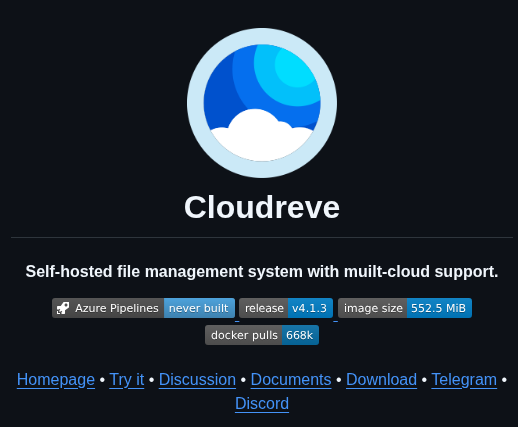 Cloudreve
Self-hosted file management system with muilt-cloud support.
Azure Pipelines never built release v4.1.3 image size 552.5 MiB
docker pulls 668k
Homepage • Try it • Discussion • Documents • Download • Telegram •
Discord